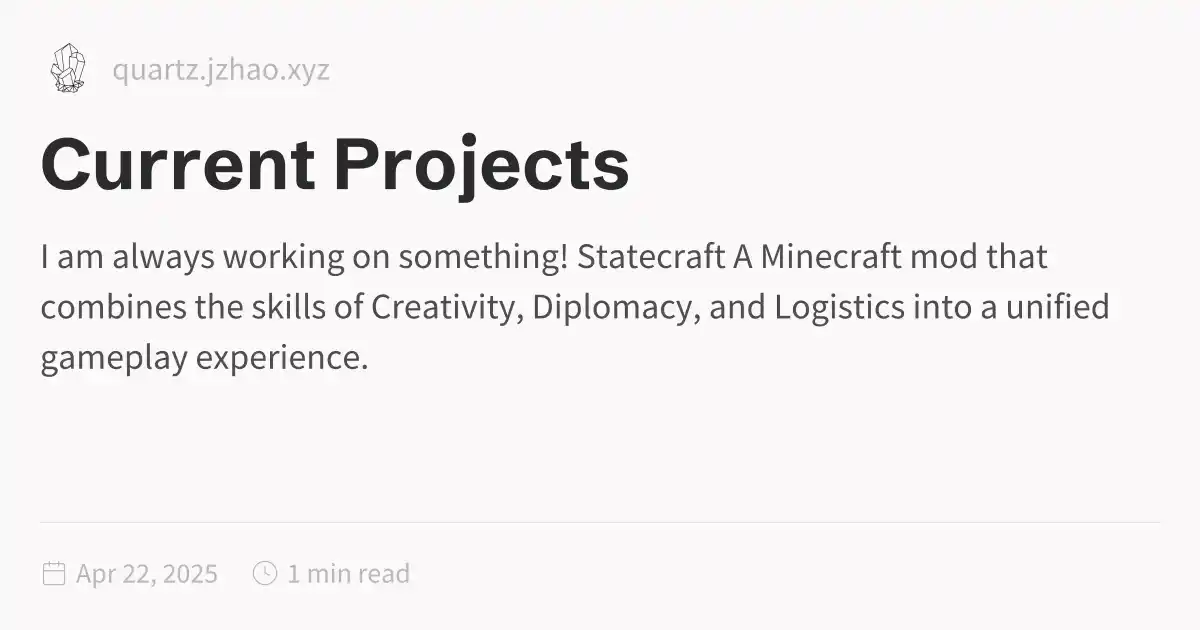 quartz.jzhao.xyz
Current Projects
I am always working on something! Statecraft A Minecraft mod that
combines the skills of Creativity, Diplomacy, and Logistics into a unified
gameplay experience.
Apr 22, 2025 1 min read